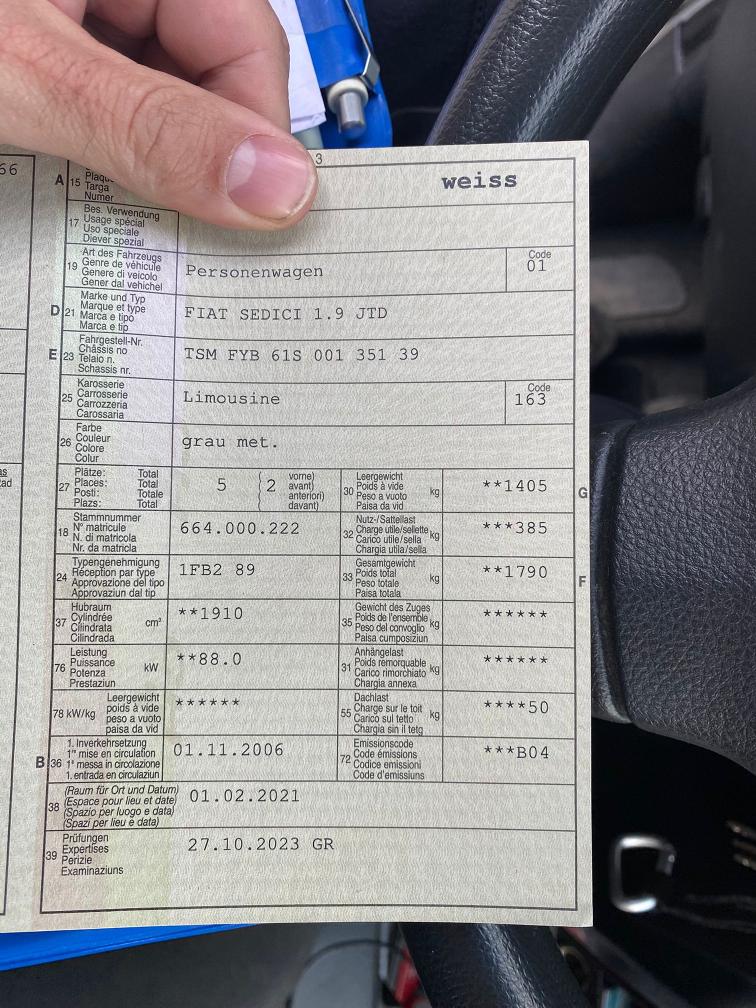 66
3
A 15 Targa
Numer
weiss
17 Bes. Verwendung
Usage spécial
Uso speciale
Diever spezial
19 Art des Fahrzeugs
Genre de véhicule
Genere di veicolo
Gener dal vehichel
Personenwagen
Code
01
D 21 Marke und Typ
Marque et type
Marca e tipo
Marca e tip
FIAT SEDICI 1.9 JTD
E 23 Fahrgestell-Nr.
Châssis no
Telaio n.
Schassis nr.
TSM FYB 61S 001 351 39
25 Karosserie
Carrosserie
Carrozzeria
Carossaria
Limousine
Code
163
26 Farbe
Couleur
Colore
Colur
grau met.
27 Plätze: Total
Places: Total
Posti: Totale
Plazs: Total
5 ( 2 vorne)
avant)
anteriori)
davant)
30 Leergewicht
Poids à vide
Peso a vuoto
Paisa da vid
kg
**1405
G
18 Stammnummer
N° matricule
N. di matricola
Nr. da matricla
664.000.222
32 Nutz-/Sattellast
Charge utile/sellette
Carico utile/sella
Chargia utila/sella
kg
***385
24 Typengenehmigung
Réception par type
Approvazione del tipo
Approvaziun dal tip
1FB2 89
33 Gesamtgewicht
Poids total
Peso totale
Paisa totala
kg
**1790
F
37 Hubraum
Cylindrée
Cilindrata
Cilindrada
cm³
**1910
35 Gewicht des Zuges
Poids de l'ensemble
Peso del convoglio
Paisa cumposiziun
kg
******
76 Leistung
Puissance
Potenza
Prestaziun
kW
**88.0
31 Anhängelast
Poids remorquable
Carico rimorchiato
Chargia annexa
kg
******
78 kW/kg Leergewicht
poids à vide
peso a vuoto
paisa da vid
******
55 Dachlast
Charge sur le toit
Carico sul tetto
Chargia sin il tetg
kg
****50
B 36 1. Inverkehrsetzung
1re mise en circulation
1a messa in circolazione
1. entrada en circulaziun
01.11.2006
72 Emissionscode
Code émissions
Codice emissioni
Code d'emissiuns
***B04
38 (Raum für Ort und Datum)
(Espace pour lieu et date)
(Spazio per luogo e data)
(Spazi per lieu e data)
01.02.2021
39 Prüfungen
Expertises
Perizie
Examinaziuns
27.10.2023 GR